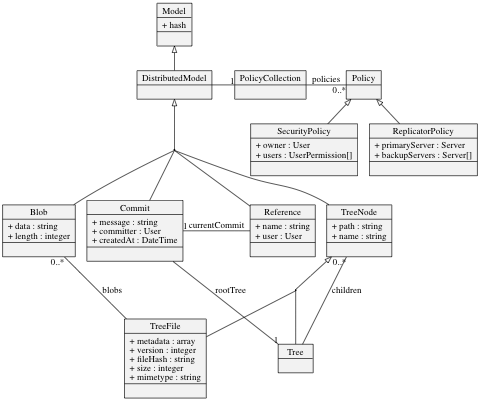 Model
+ hash
DistributedModel
1
PolicyCollection
policies
0..*
Policy
SecurityPolicy
+ owner : User
+ users : UserPermission[]
ReplicatorPolicy
+ primaryServer : Server
+ backupServers : Server[]
Blob
+ data : string
+ length : integer
Commit
+ message : string
+ committer : User
+ createdAt : DateTime
1
currentCommit
Reference
+ name : string
+ user : User
TreeNode
+ path : string
+ name : string
0..*
0..*
blobs
rootTree
children
TreeFile
+ metadata : array
+ version : integer
+ fileHash : string
+ size : integer
+ mimetype : string
1
Tree